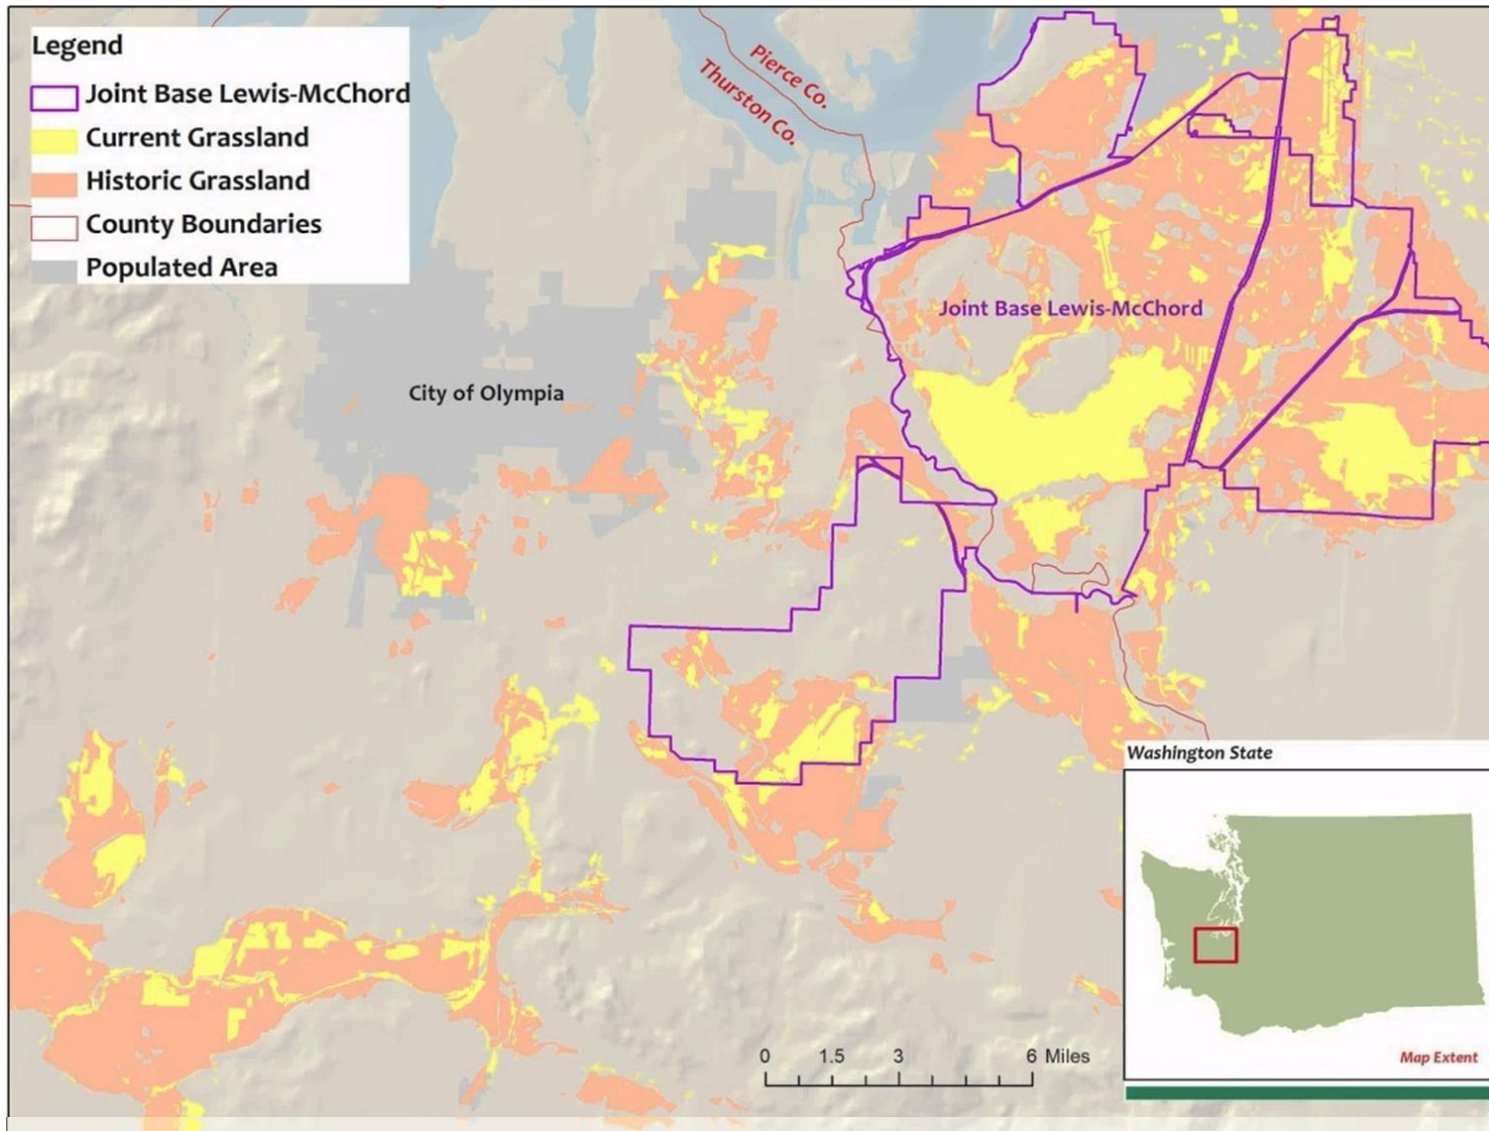 Legend
Joint Base Lewis-McChord
Current Grassland
Historic Grassland
County Boundaries
Populated Area
Pierce Co.
Thurston Co.
Joint Base Lewis-McChord
City of Olympia
Washington State
Map Extent
0 1.5 3 6 Miles